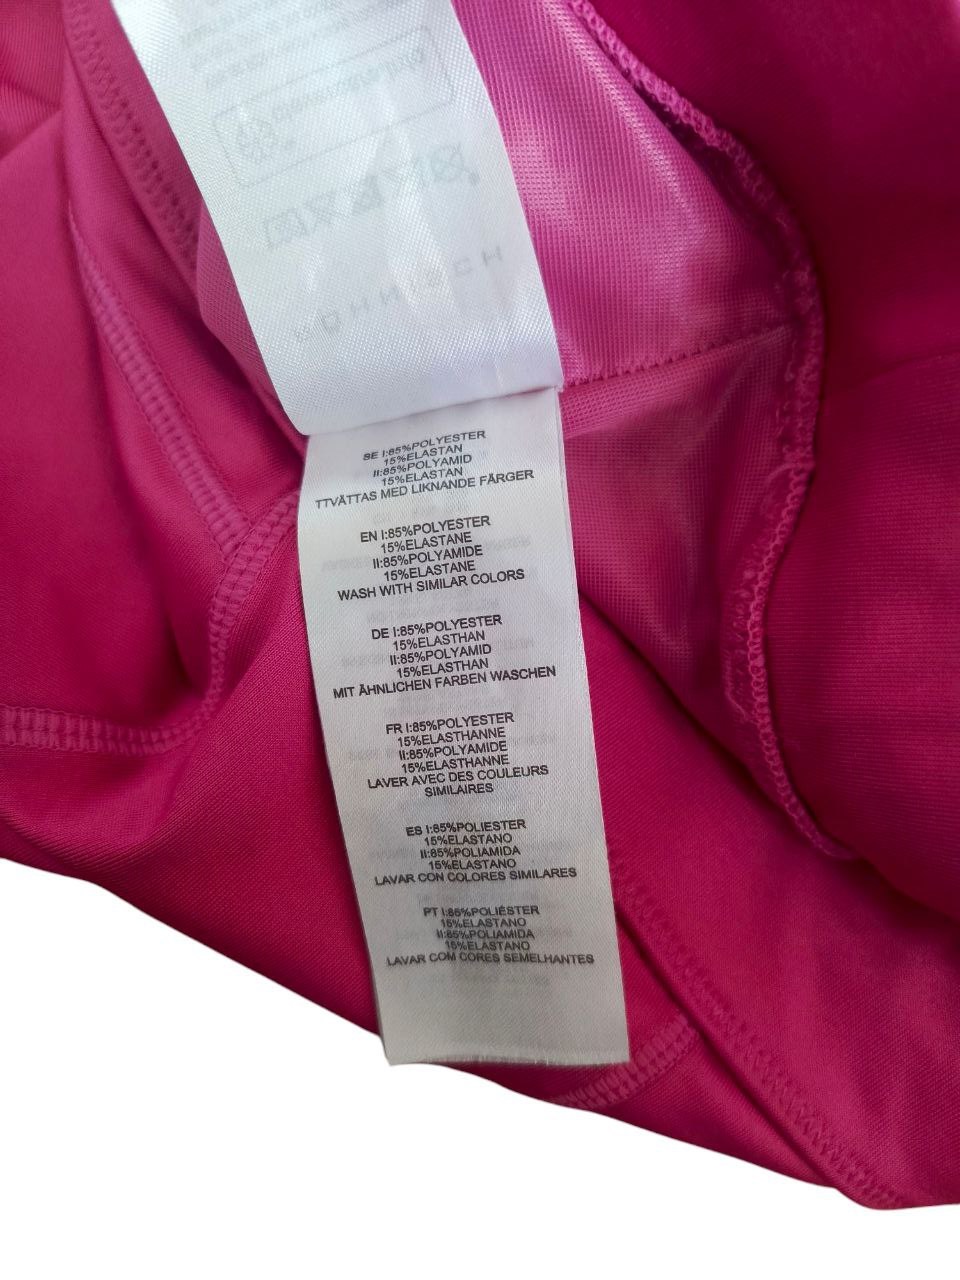 SE I:85%POLYESTER
15%ELASTAN
II:85%POLYAMID
15%ELASTAN
TTVÄTTAS MED LIKNANDE FÄRGER
EN I:85%POLYESTER
15%ELASTANE
II:85%POLYAMIDE
15%ELASTANE
WASH WITH SIMILAR COLORS
DE I:85%POLYESTER
15%ELASTHAN
II:85%POLYAMID
15%ELASTHAN
MIT ÄHNLICHEN FARBEN WASCHEN
FR I:85%POLYESTER
15%ELASTHANNE
II:85%POLYAMIDE
15%ELASTHANNE
LAVER AVEC DES COULEURS
SIMILAIRES
ES I:85%POLIESTER
15%ELASTANO
II:85%POLIAMIDA
15%ELASTANO
LAVAR CON COLORES SIMILARES
PT I:85%POLIÉSTER
15%ELASTANO
II:85%POLIAMIDA
15%ELASTANO
LAVAR COM CORES SEMELHANTES